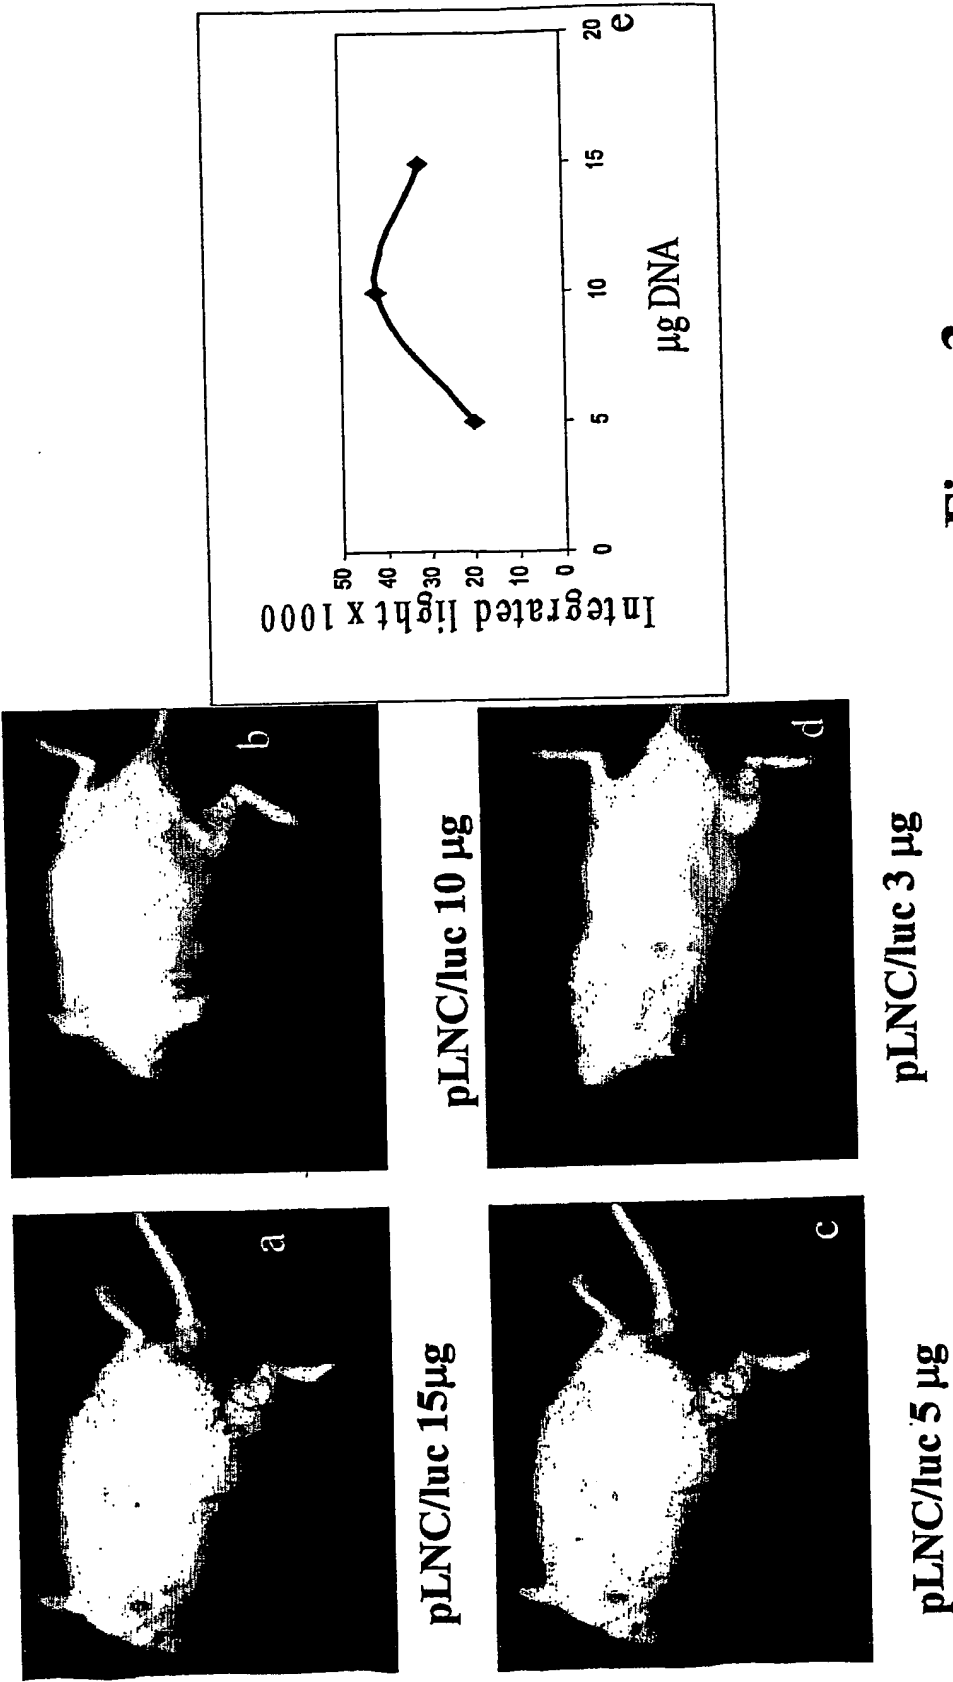 a
pLNC/luc 15µg
b
pLNC/luc 10 µg
c
pLNC/luc 5 µg
d
pLNC/luc 3 µg
Integrated light x 1000
50
40
30
20
10
0
0 5 10 15 20
µg DNA
e